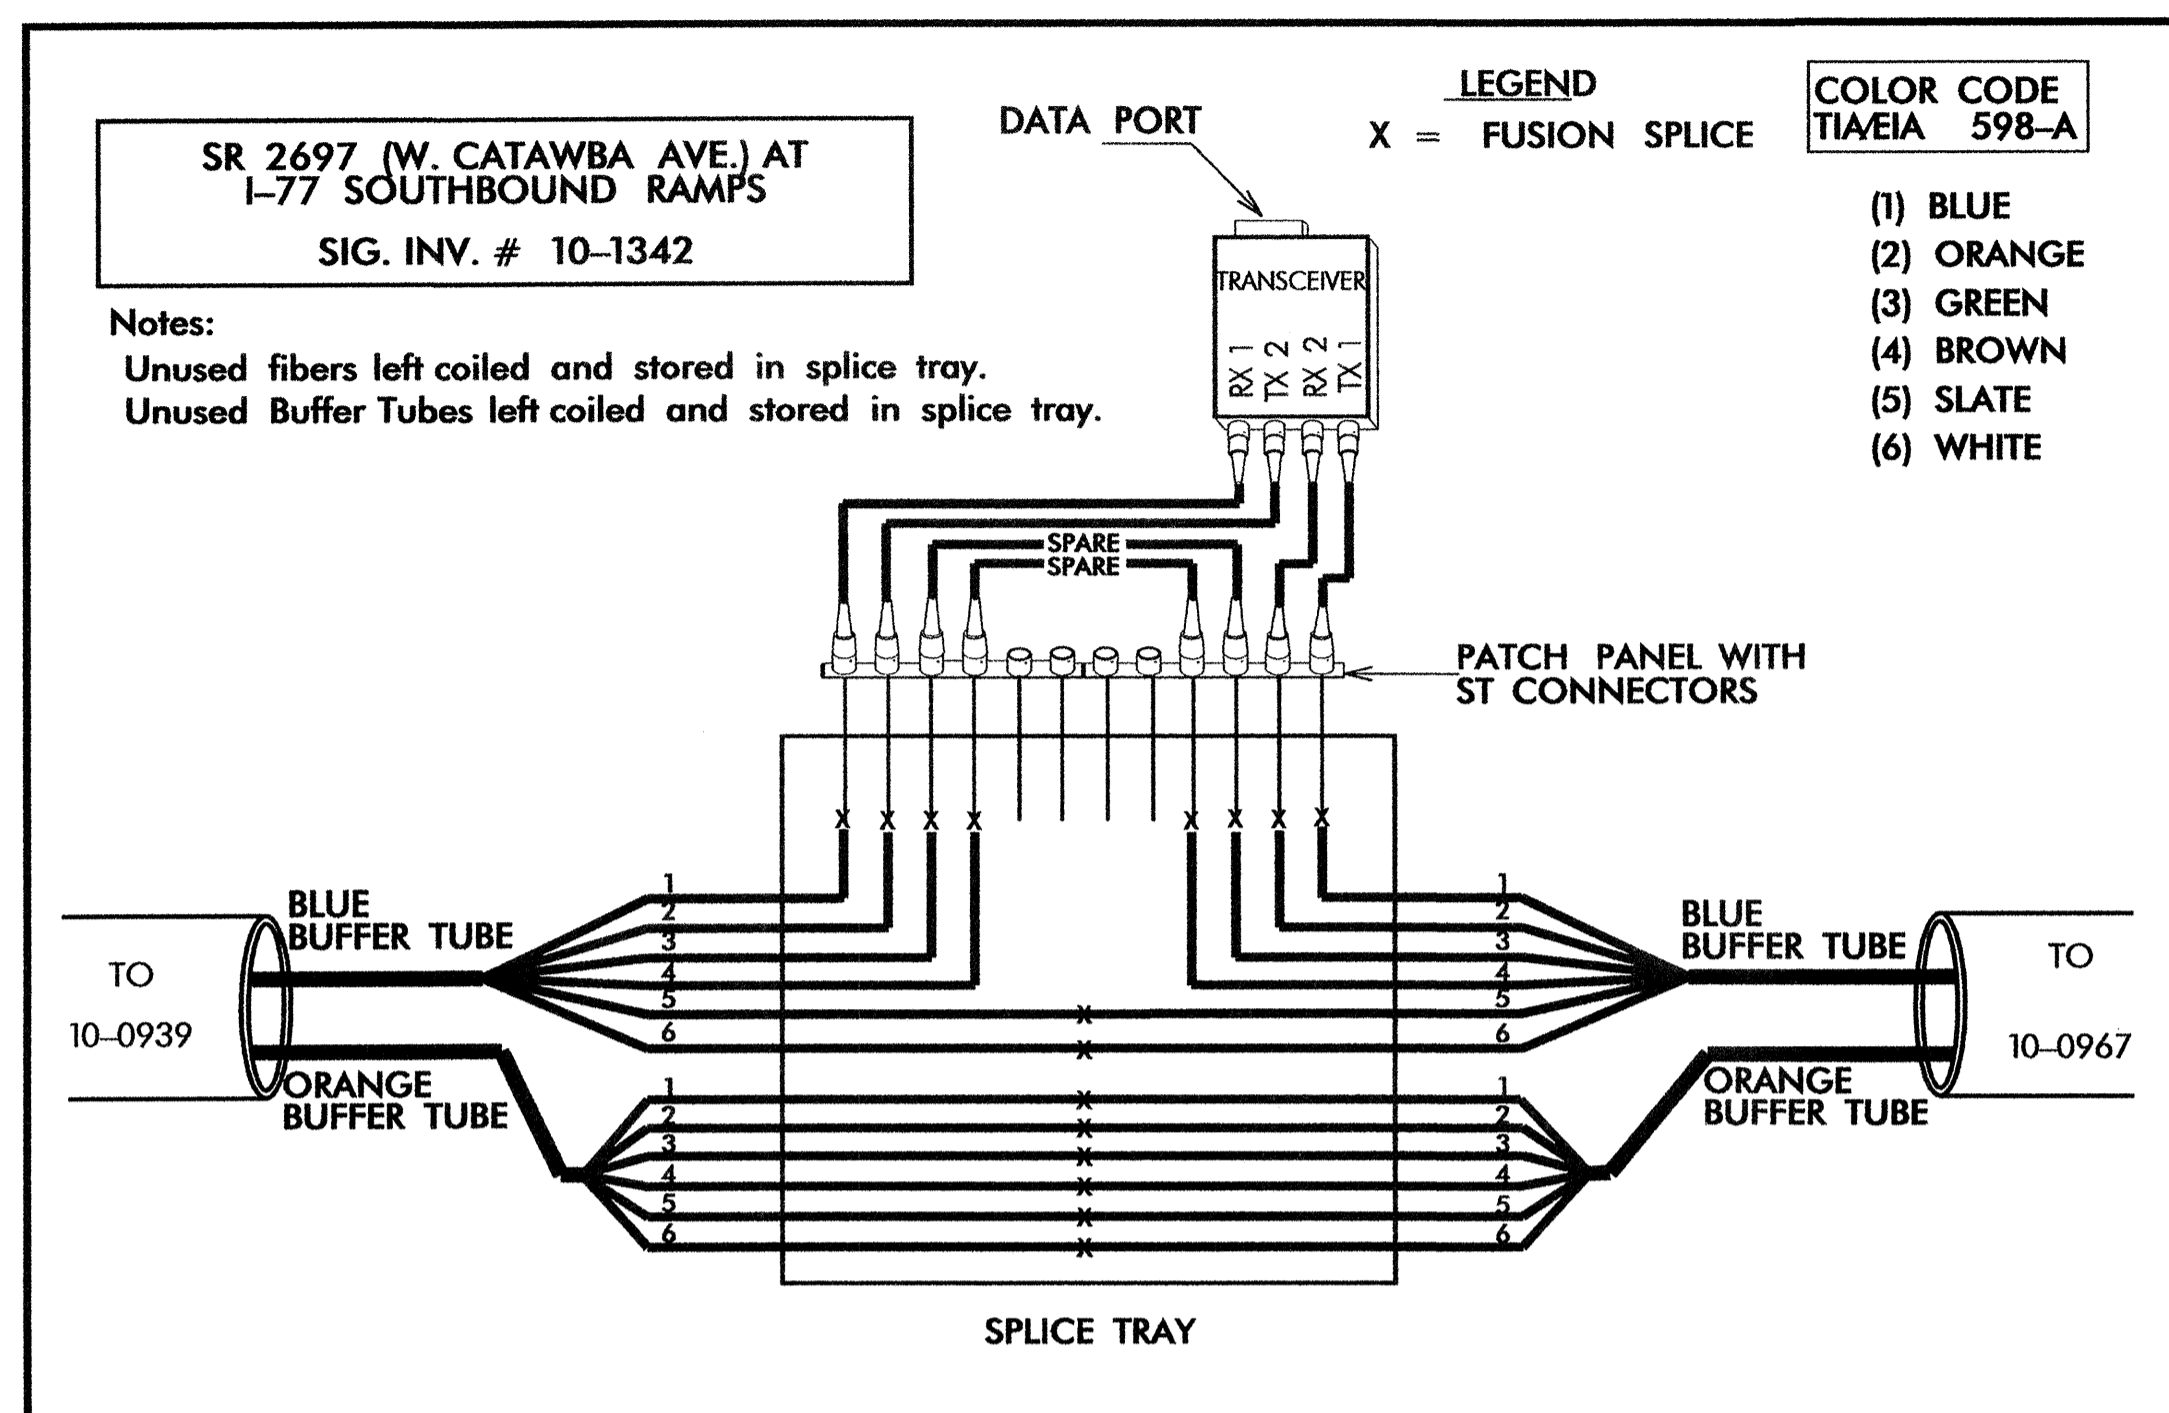 SR 2697 (W. CATAWBA AVE.) AT
I-77 SOUTHBOUND RAMPS
SIG. INV. # 10-1342
Notes:
Unused fibers left coiled and stored in splice tray.
Unused Buffer Tubes left coiled and stored in splice tray.
DATA PORT
LEGEND
X = FUSION SPLICE
COLOR CODE
TIA/EIA 598-A
(1) BLUE
(2) ORANGE
(3) GREEN
(4) BROWN
(5) SLATE
(6) WHITE
TRANSCEIVER
RX 1
TX 2
RX 2
TX 1
SPARE
SPARE
PATCH PANEL WITH
ST CONNECTORS
X X X X X X X X
BLUE
BUFFER TUBE
TO
10-0939
ORANGE
BUFFER TUBE
1
2
3
4
5
6
X
X
1
2
3
4
5
6
1
2
3
4
5
6
X
X
X
X
X
X
1
2
3
4
5
6
BLUE
BUFFER TUBE
TO
10-0967
ORANGE
BUFFER TUBE
SPLICE TRAY